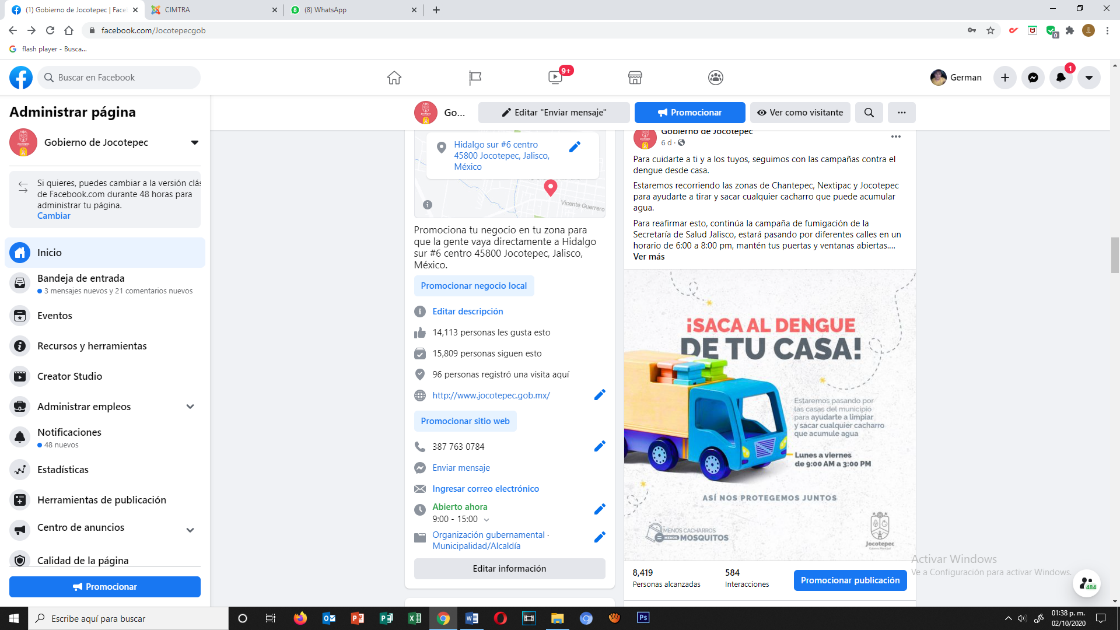 (1) Gobierno de Jocotepec | Face
CIMTRA
(8) WhatsApp
facebook.com/Jocotepecgob
flash player - Busca...
Buscar en Facebook
9+
German
1
Administrar página
Gobierno de Jocotepec
Si quieres, puedes cambiar a la versión clás
de Facebook.com durante 48 horas para
administrar tu página.
Cambiar
Inicio
Bandeja de entrada
3 mensajes nuevos y 21 comentarios nuevos
Eventos
Recursos y herramientas
Creator Studio
Administrar empleos
Notificaciones
48 nuevos
Estadísticas
Herramientas de publicación
Centro de anuncios
Calidad de la página
Promocionar
Go...
Editar "Enviar mensaje"
Promocionar
Ver como visitante
Hidalgo sur #6 centro
45800 Jocotepec, Jalisco,
México
Vicente Guerrero
Promociona tu negocio en tu zona para
que la gente vaya directamente a Hidalgo
sur #6 centro 45800 Jocotepec, Jalisco,
México.
Promocionar negocio local
Editar descripción
14,113 personas les gusta esto
15,809 personas siguen esto
96 personas registró una visita aquí
http://www.jocotepec.gob.mx/
Promocionar sitio web
387 763 0784
Enviar mensaje
Ingresar correo electrónico
Abierto ahora
9:00 - 15:00
Organización gubernamental ·
Municipalidad/Alcaldía
Editar información
Gobierno de Jocotepec
6 d ·
Para cuidarte a ti y a los tuyos, seguimos con las campañas contra el
dengue desde casa.
Estaremos recorriendo las zonas de Chantepec, Nextipac y Jocotepec
para ayudarte a tirar y sacar cualquier cacharro que puede acumular
agua.
Para reafirmar esto, continúa la campaña de fumigación de la
Secretaría de Salud Jalisco, estará pasando por diferentes calles en un
horario de 6:00 a 8:00 pm, mantén tus puertas y ventanas abiertas....
Ver más
¡SACA AL DENGUE
DE TU CASA!
Estaremos pasando por
las casas del municipio
para ayudarte a limpiar
y sacar cualquier cacharro
que acumule agua
Lunes a viernes
de 9:00 AM a 3:00 PM
ASÍ NOS PROTEGEMOS JUNTOS
MENOS CACHARROS
MOSQUITOS
Jocotepec
8,419
Personas alcanzadas
584
Interacciones
Promocionar publicación
Activar Windows
Ve a Configuración para activar Windows.
Escribe aquí para buscar
01:38 p. m.
02/10/2020